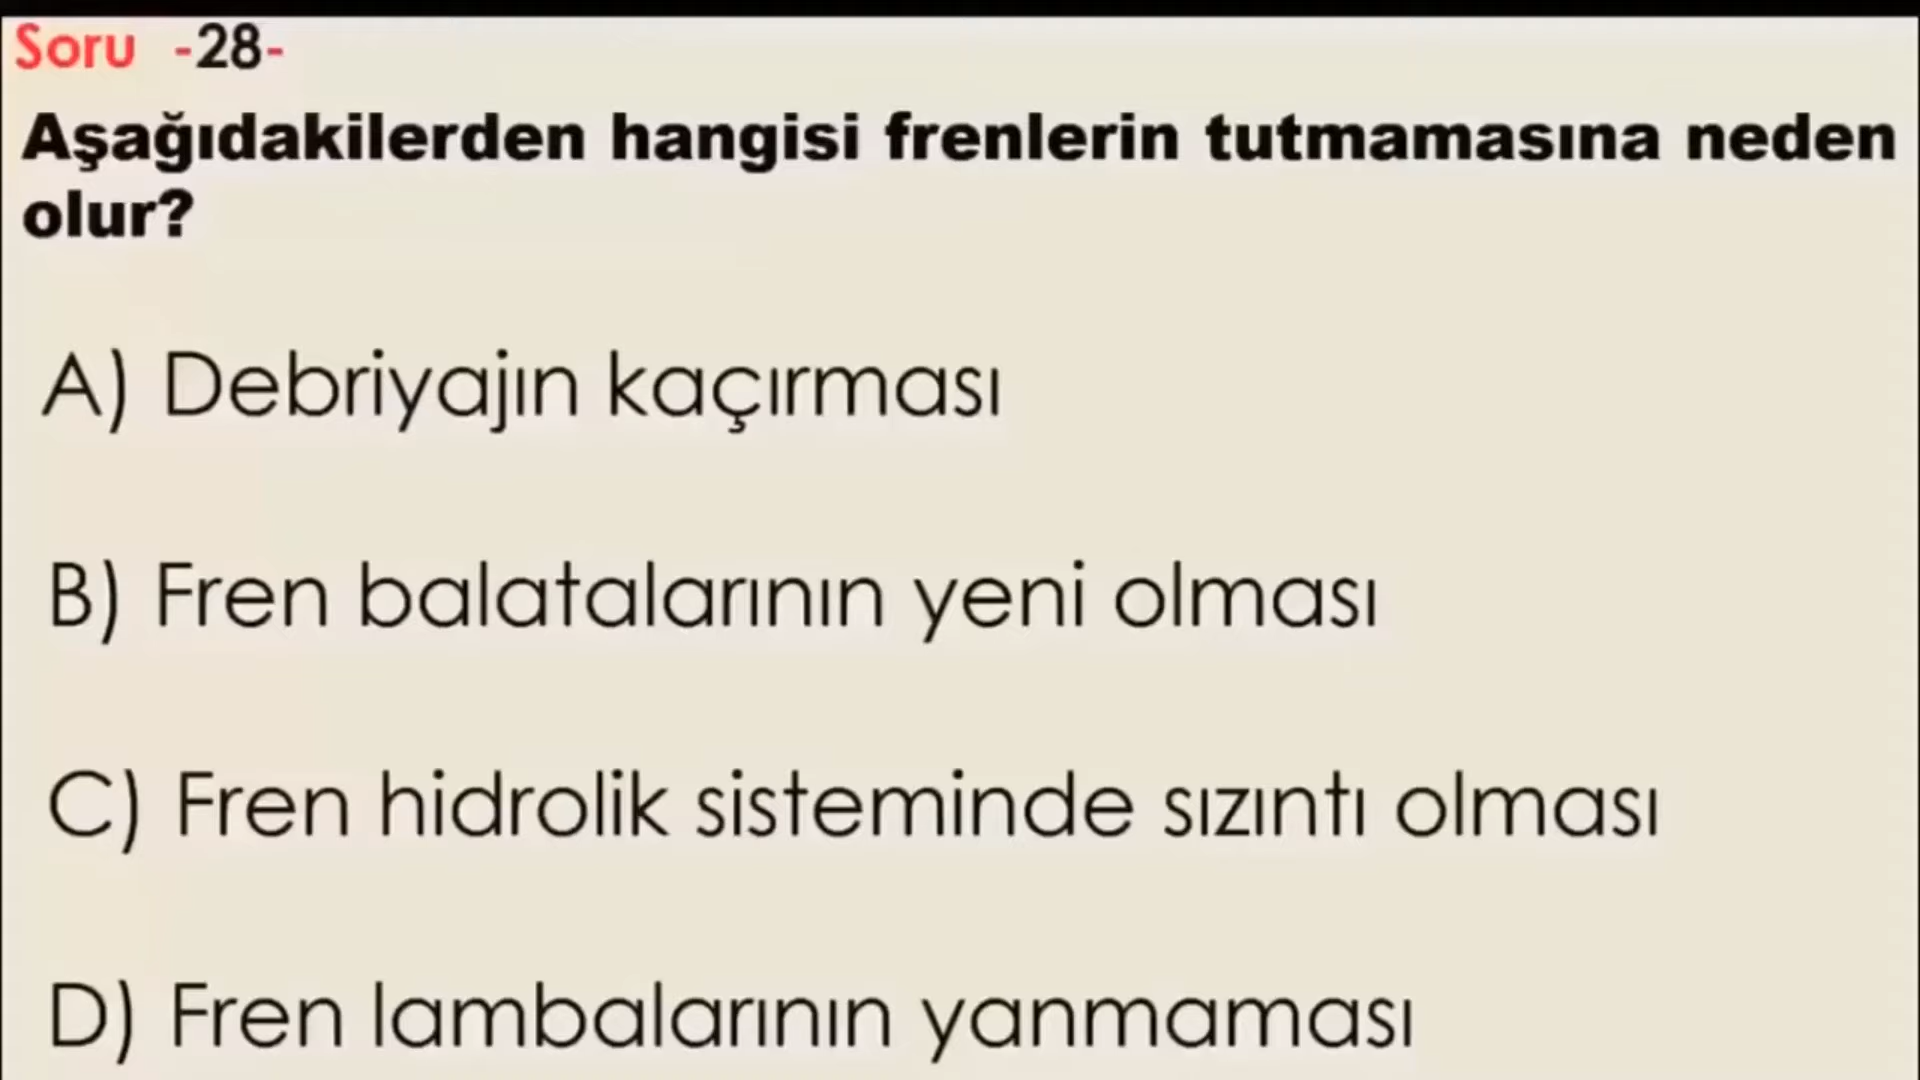 Soru -28-
Aşağıdakilerden hangisi frenlerin tutmamasına neden
olur?
A) Debriyajın kaçırması
B) Fren balatalarının yeni olması
C) Fren hidrolik sisteminde sızıntı olması
D) Fren lambalarının yanmaması